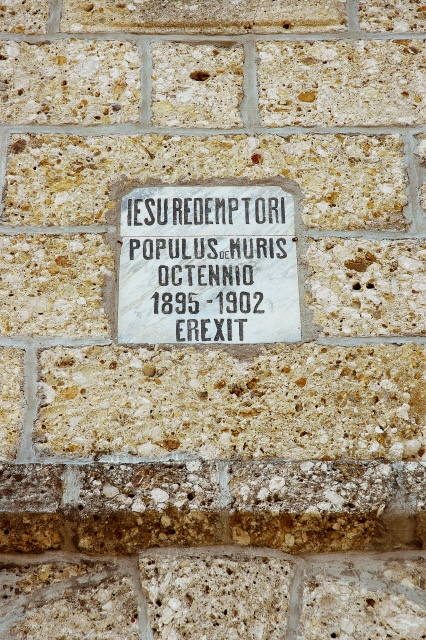 IESU REDEMPTORI
POPULUS DE MURIS
OCTENNIO
1895-1902
EREXIT